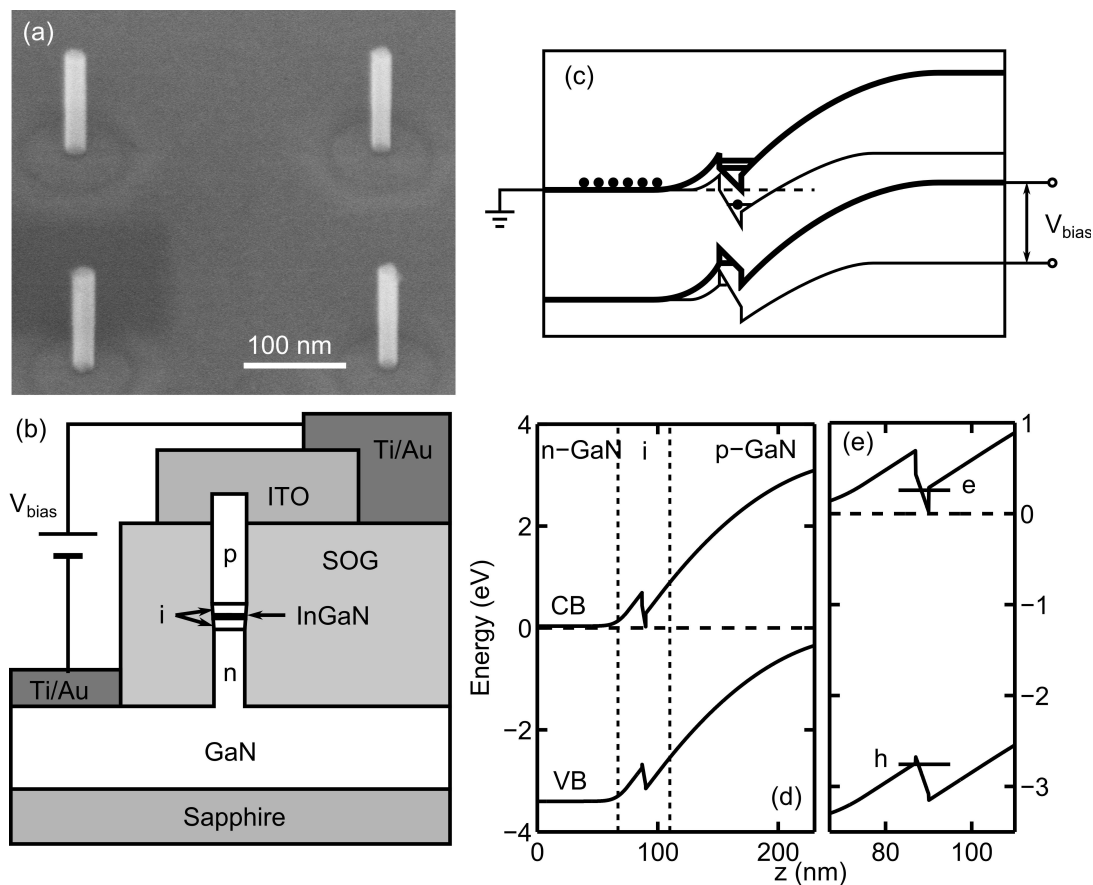 (a)
100 nm
(b)
Ti/Au
V_bias
ITO
p
SOG
i
InGaN
n
Ti/Au
GaN
Sapphire
(c)
V_bias
Energy (eV)
4
2
0
−2
−4
n−GaN
i
p−GaN
CB
VB
(d)
0
100
200
z (nm)
(e)
e
h
1
0
−1
−2
−3
80
100